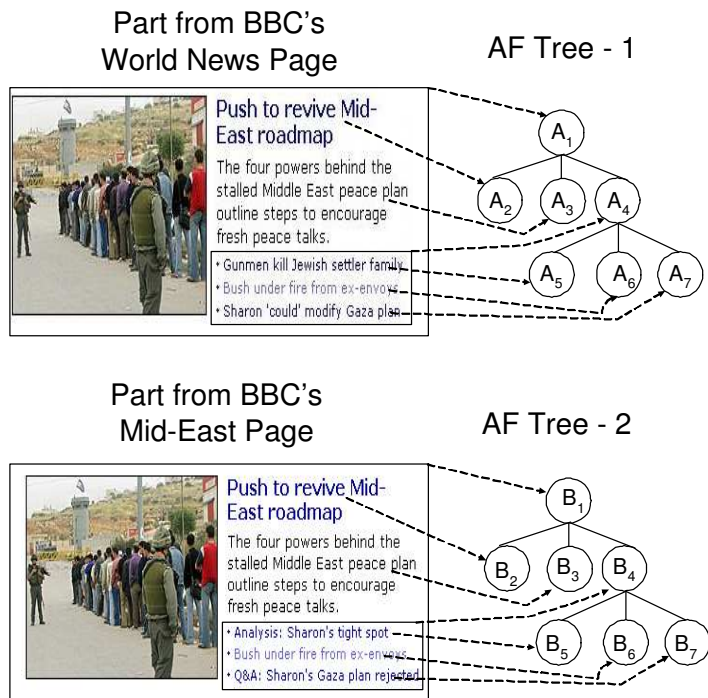 Part from BBC's
World News Page
AF Tree - 1
Push to revive Mid-
East roadmap
The four powers behind the
stalled Middle East peace plan
outline steps to encourage
fresh peace talks.
• Gunmen kill Jewish settler family
• Bush under fire from ex-envoys
• Sharon 'could' modify Gaza plan
A1
A2 A3 A4
A5 A6 A7
Part from BBC's
Mid-East Page
AF Tree - 2
Push to revive Mid-
East roadmap
The four powers behind the
stalled Middle East peace plan
outline steps to encourage
fresh peace talks.
• Analysis: Sharon's tight spot
• Bush under fire from ex-envoys
• Q&A: Sharon's Gaza plan rejected
B1
B2 B3 B4
B5 B6 B7